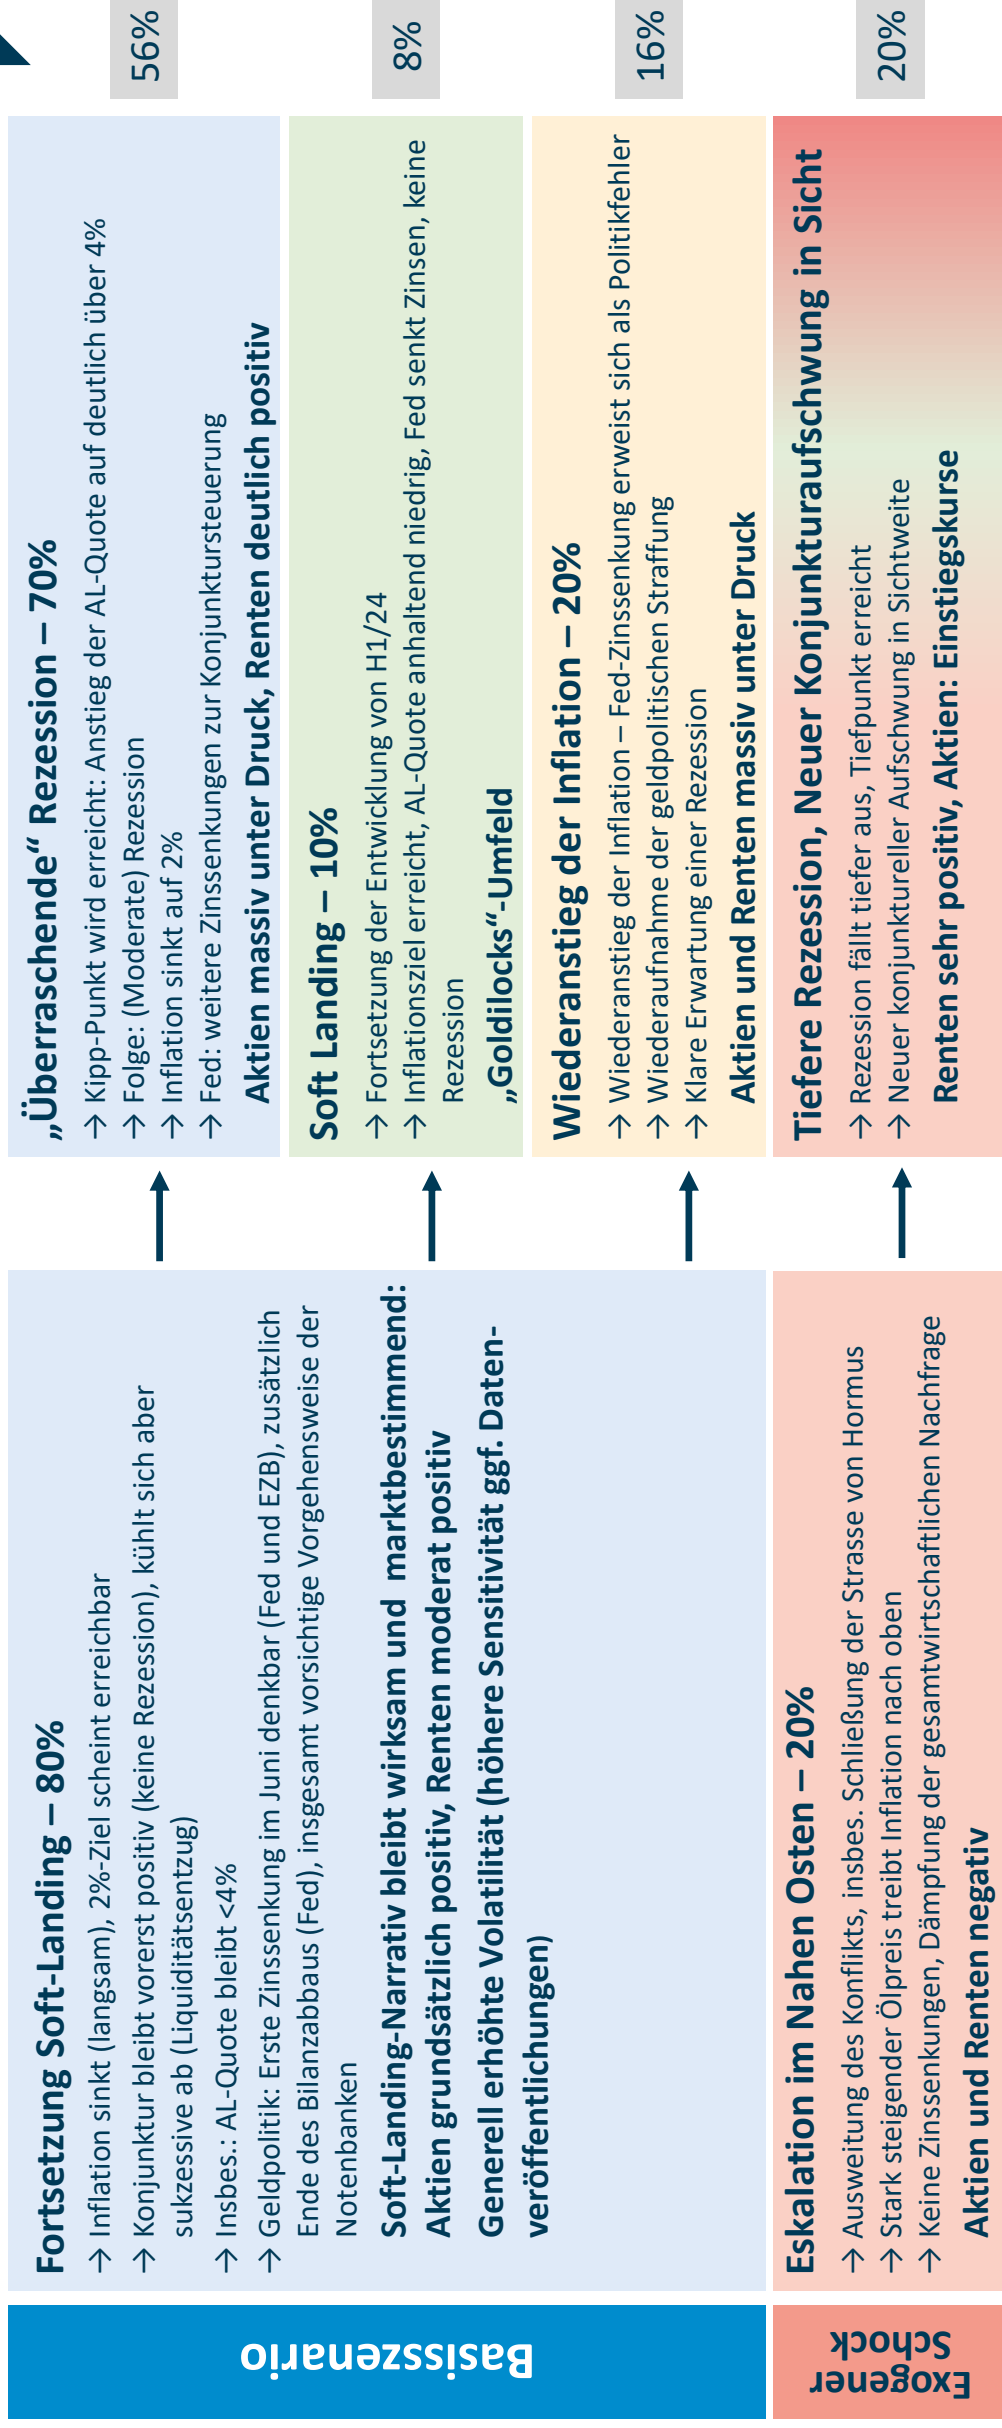 Basisszenario
Fortsetzung Soft-Landing – 80%
→ Inflation sinkt (langsam), 2%-Ziel scheint erreichbar
→ Konjunktur bleibt vorerst positiv (keine Rezession), kühlt sich aber
sukzessive ab (Liquiditätsentzug)
→ Insbes.: AL-Quote bleibt <4%
→ Geldpolitik: Erste Zinssenkung im Juni denkbar (Fed und EZB), zusätzlich
Ende des Bilanzabbaus (Fed), insgesamt vorsichtige Vorgehensweise der
Notenbanken
Soft-Landing-Narrativ bleibt wirksam und marktbestimmend:
Aktien grundsätzlich positiv, Renten moderat positiv
Generell erhöhte Volatilität (höhere Sensitivität ggf. Daten-
veröffentlichungen)
„Überraschende“ Rezession – 70%
→ Kipp-Punkt wird erreicht: Anstieg der AL-Quote auf deutlich über 4%
→ Folge: (Moderate) Rezession
→ Inflation sinkt auf 2%
→ Fed: weitere Zinssenkungen zur Konjunktursteuerung
Aktien massiv unter Druck, Renten deutlich positiv
56%
Soft Landing – 10%
→ Fortsetzung der Entwicklung von H1/24
→ Inflationsziel erreicht, AL-Quote anhaltend niedrig, Fed senkt Zinsen, keine
Rezession
„Goldilocks“-Umfeld
8%
Wiederanstieg der Inflation – 20%
→ Wiederanstieg der Inflation – Fed-Zinssenkung erweist sich als Politikfehler
→ Wiederaufnahme der geldpolitischen Straffung
→ Klare Erwartung einer Rezession
Aktien und Renten massiv unter Druck
16%
Exogener
Schock
Eskalation im Nahen Osten – 20%
→ Ausweitung des Konflikts, insbes. Schließung der Strasse von Hormus
→ Stark steigender Ölpreis treibt Inflation nach oben
→ Keine Zinssenkungen, Dämpfung der gesamtwirtschaftlichen Nachfrage
Aktien und Renten negativ
Tiefere Rezession, Neuer Konjunkturaufschwung in Sicht
→ Rezession fällt tiefer aus, Tiefpunkt erreicht
→ Neuer konjunktureller Aufschwung in Sichtweite
Renten sehr positiv, Aktien: Einstiegskurse
20%